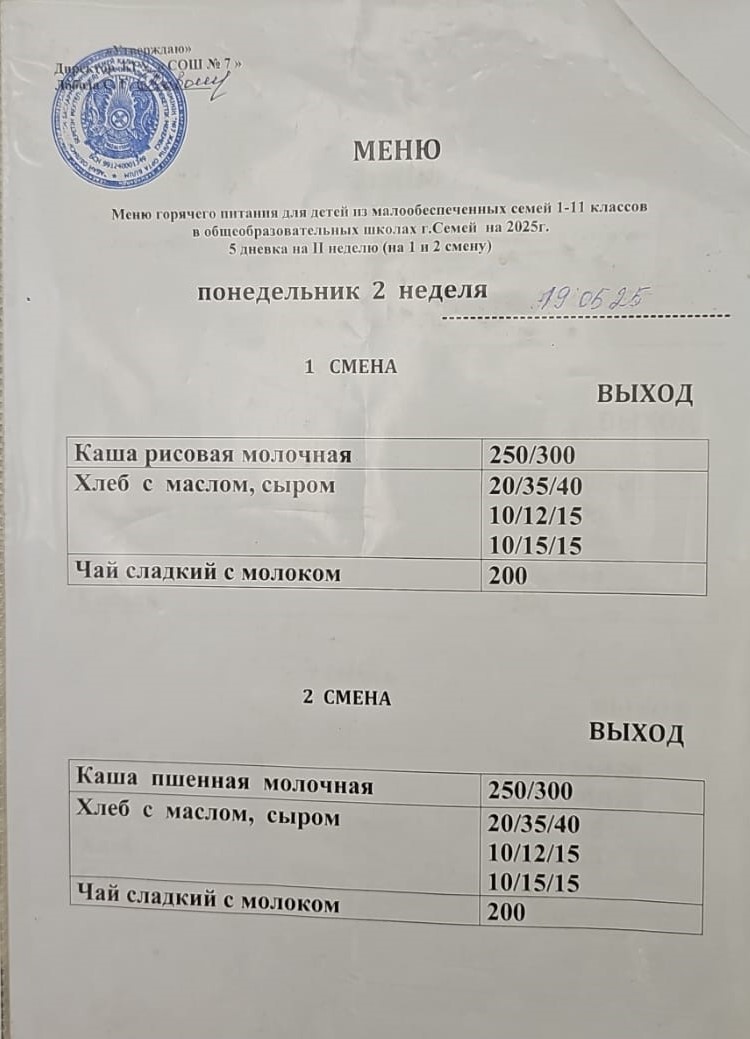 «Утверждаю»
Директор СОШ № 7 »
МЕНЮ
Меню горячего питания для детей из малообеспеченных семей 1-11 классов
в общеобразовательных школах г.Семей на 2025г.
5 дневка на II неделю (на 1 и 2 смену)
понедельник 2 неделя 19 05 25
1 СМЕНА
ВЫХОД
Каша рисовая молочная 250/300
Хлеб с маслом, сыром 20/35/40
10/12/15
10/15/15
Чай сладкий с молоком 200
2 СМЕНА
ВЫХОД
Каша пшенная молочная 250/300
Хлеб с маслом, сыром 20/35/40
10/12/15
10/15/15
Чай сладкий с молоком 200